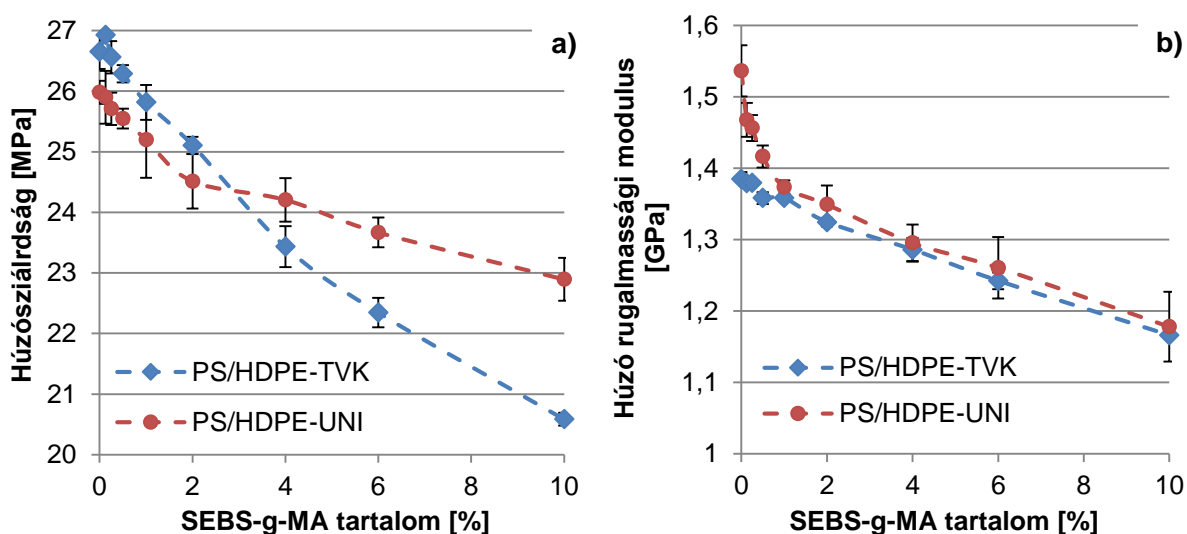 a)
Húzósziáirdság [MPa]
27
26
25
24
23
22
21
20
PS/HDPE-TVK
PS/HDPE-UNI
0 2 4 6 8 10
SEBS-g-MA tartalom [%]
b)
Húzó rugalmassági modulus
[GPa]
1,6
1,5
1,4
1,3
1,2
1,1
1
PS/HDPE-TVK
PS/HDPE-UNI
0 2 4 6 8 10
SEBS-g-MA tartalom [%]